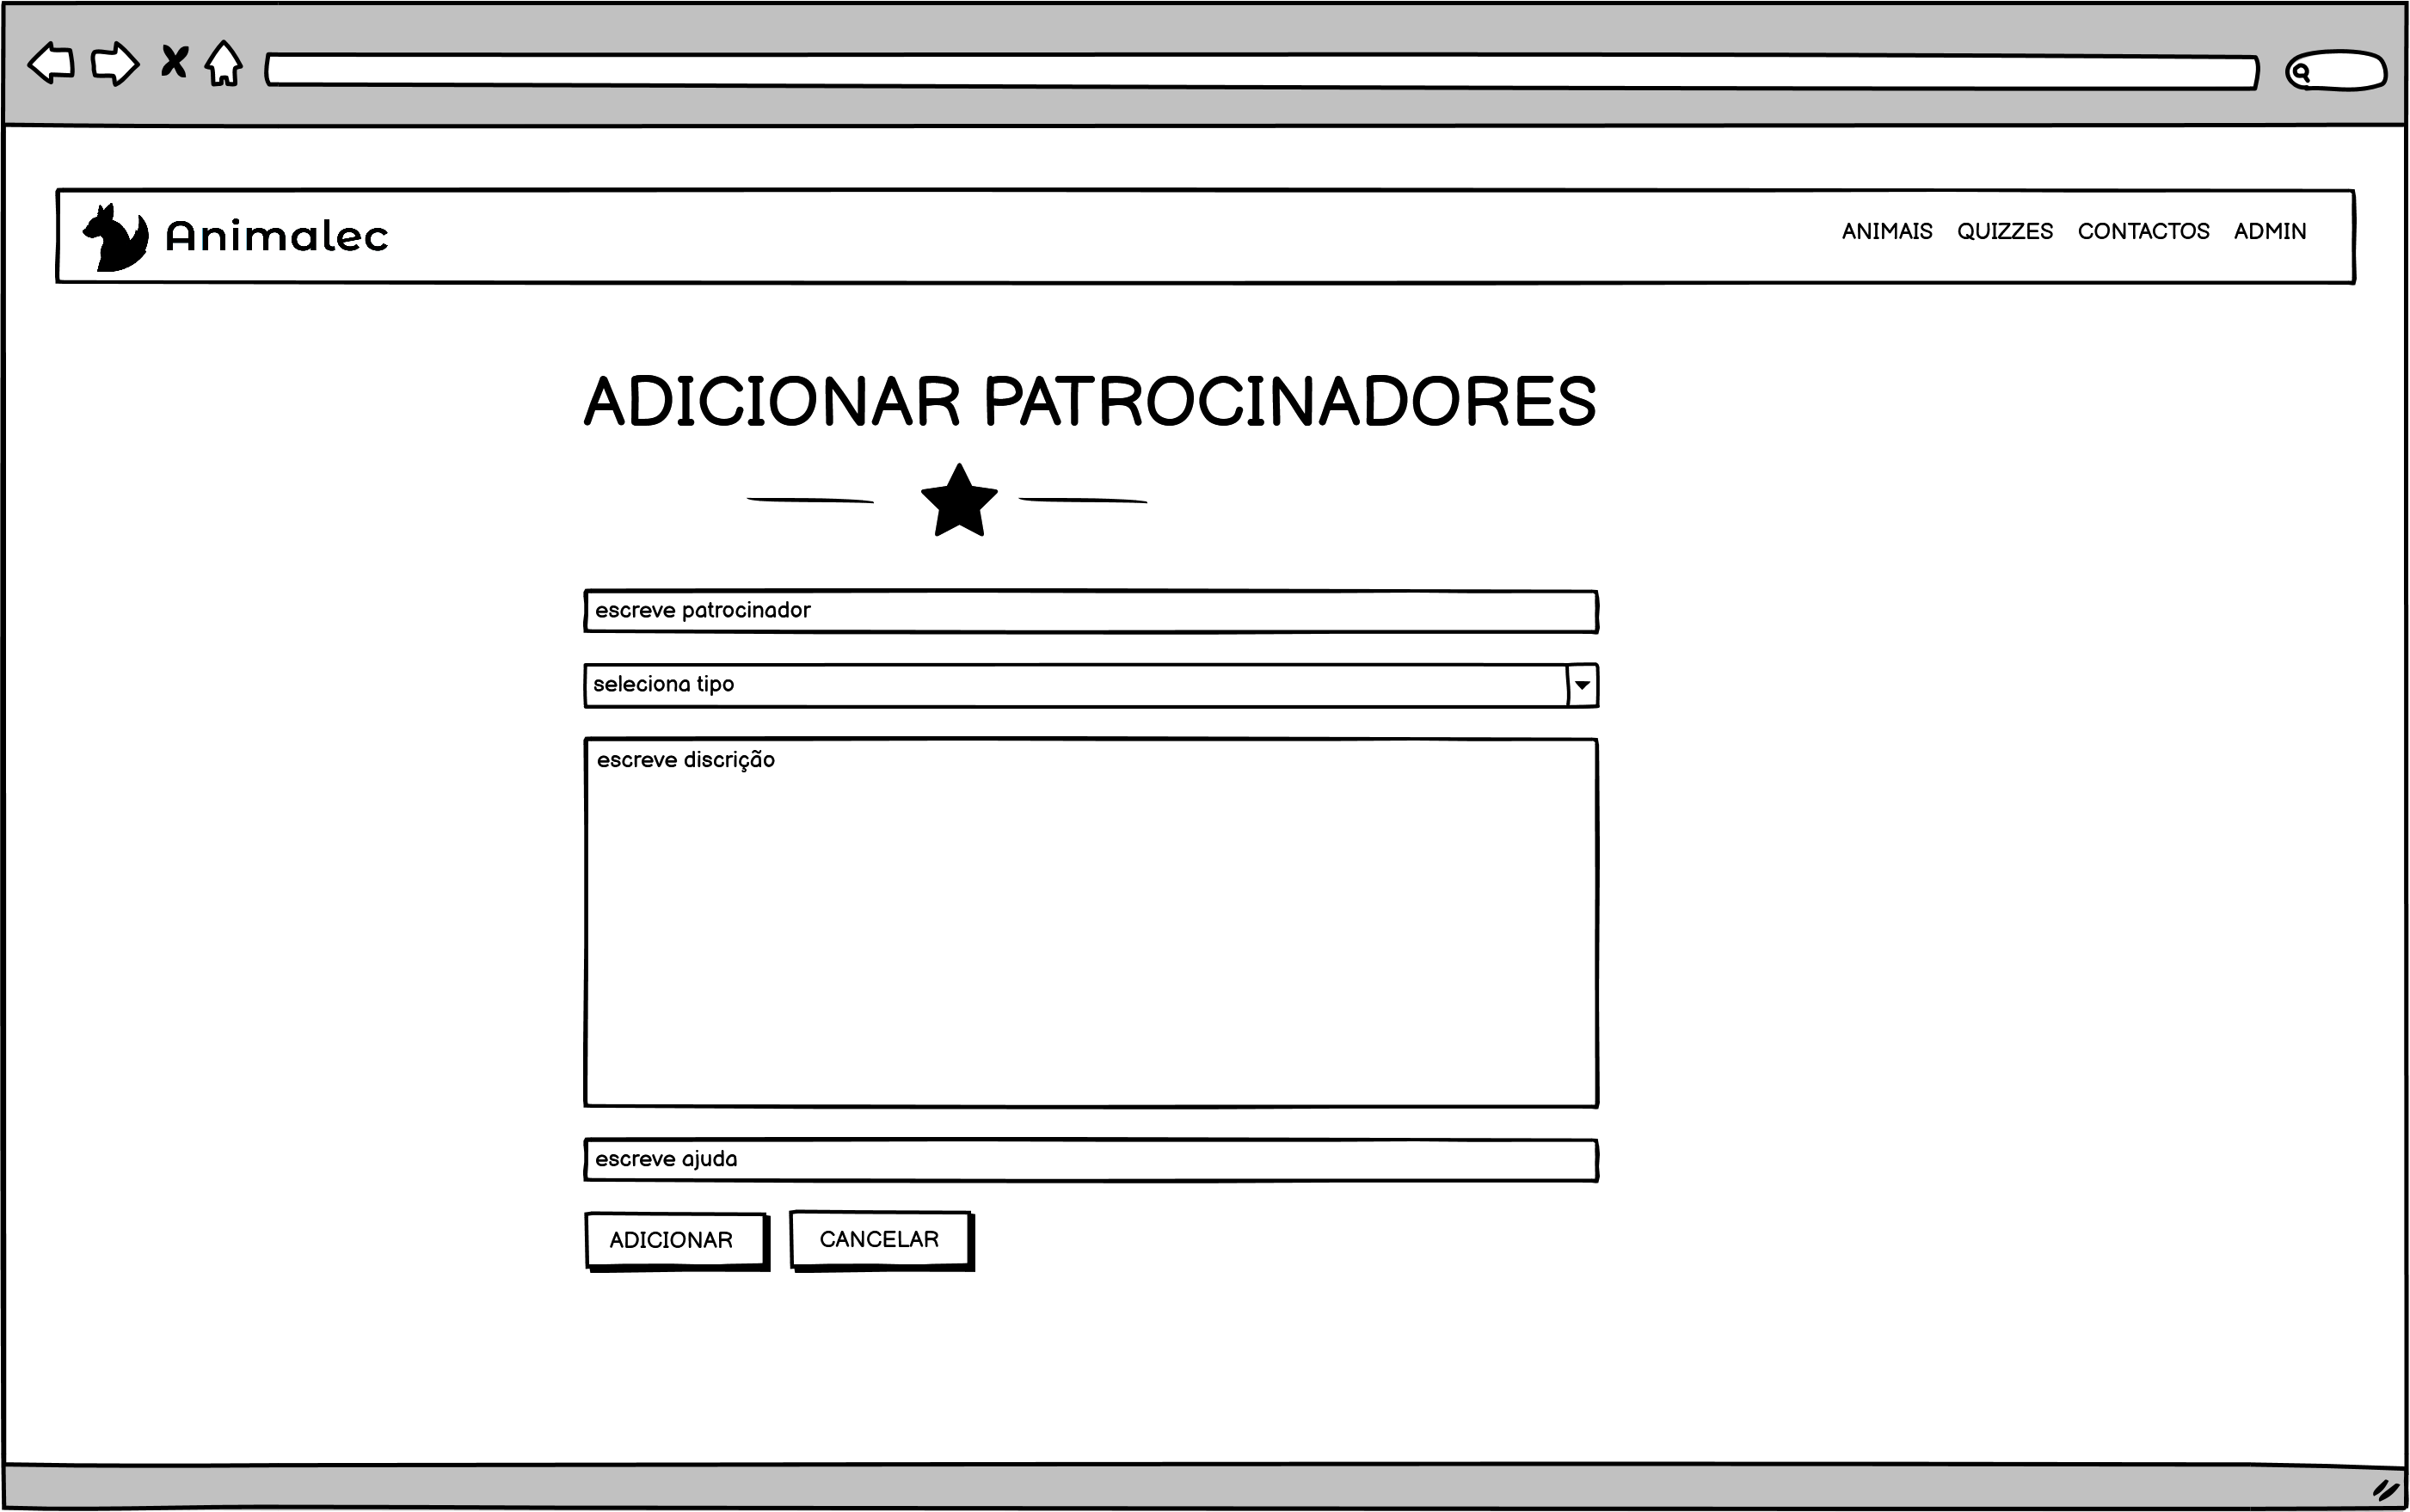 Animalec
ANIMAIS QUIZZES CONTACTOS ADMIN
ADICIONAR PATROCINADORES
escreve patrocinador
seleciona tipo
escreve discrição
escreve ajuda
ADICIONAR CANCELAR